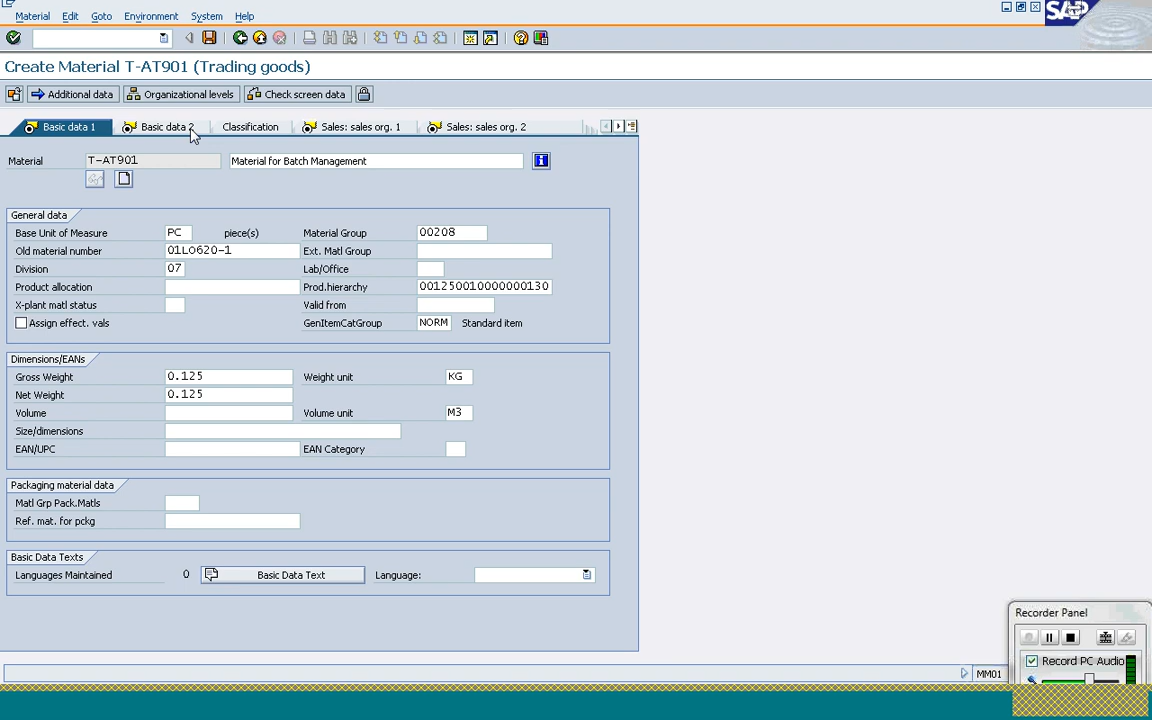 Material Edit Goto Environment System Help
SAP
Create Material T-AT901 (Trading goods)
Additional data Organizational levels Check screen data
Basic data 1 Basic data 2 Classification Sales: sales org. 1 Sales: sales org. 2
Material T-AT901 Material for Batch Management
General data
Base Unit of Measure PC piece(s) Material Group 00208
Old material number 01LO620-1 Ext. Matl Group
Division 07 Lab/Office
Product allocation Prod.hierarchy 001250010000000130
X-plant matl status Valid from
Assign effect. vals GenItemCatGroup NORM Standard item
Dimensions/EANs
Gross Weight 0.125 Weight unit KG
Net Weight 0.125
Volume Volume unit M3
Size/dimensions
EAN/UPC EAN Category
Packaging material data
Matl Grp Pack.Matls
Ref. mat. for pckg
Basic Data Texts
Languages Maintained 0 Basic Data Text Language:
Recorder Panel
Record PC Audio
MM01